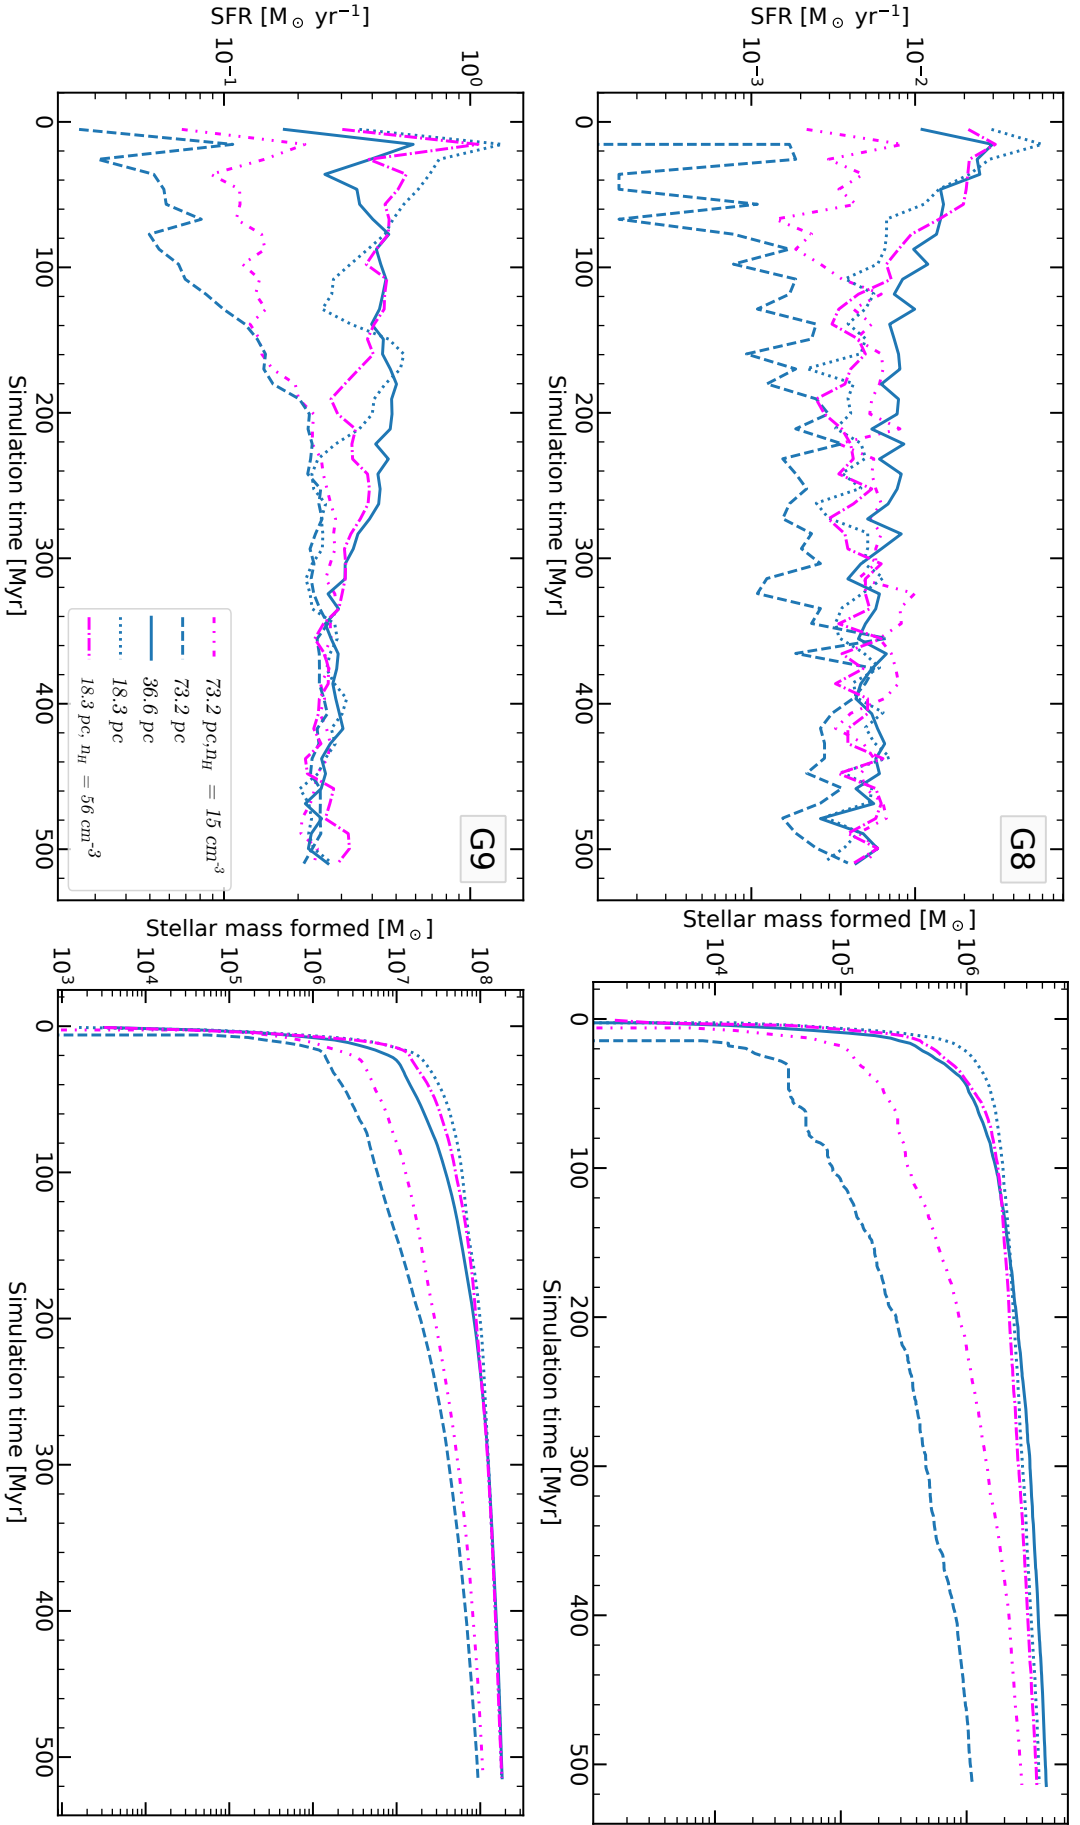 SFR [M⊙ yr⁻¹]
10⁻²
10⁻³
0
100
200
300
400
500
Simulation time [Myr]
G8
Stellar mass formed [M⊙]
10⁶
10⁵
10⁴
0
100
200
300
400
500
Simulation time [Myr]
SFR [M⊙ yr⁻¹]
10⁰
10⁻¹
0
100
200
300
400
500
Simulation time [Myr]
G9
73.2 pc,n_H = 15 cm⁻³
73.2 pc
36.6 pc
18.3 pc
18.3 pc, n_H = 56 cm⁻³
Stellar mass formed [M⊙]
10⁸
10⁷
10⁶
10⁵
10⁴
10³
0
100
200
300
400
500
Simulation time [Myr]